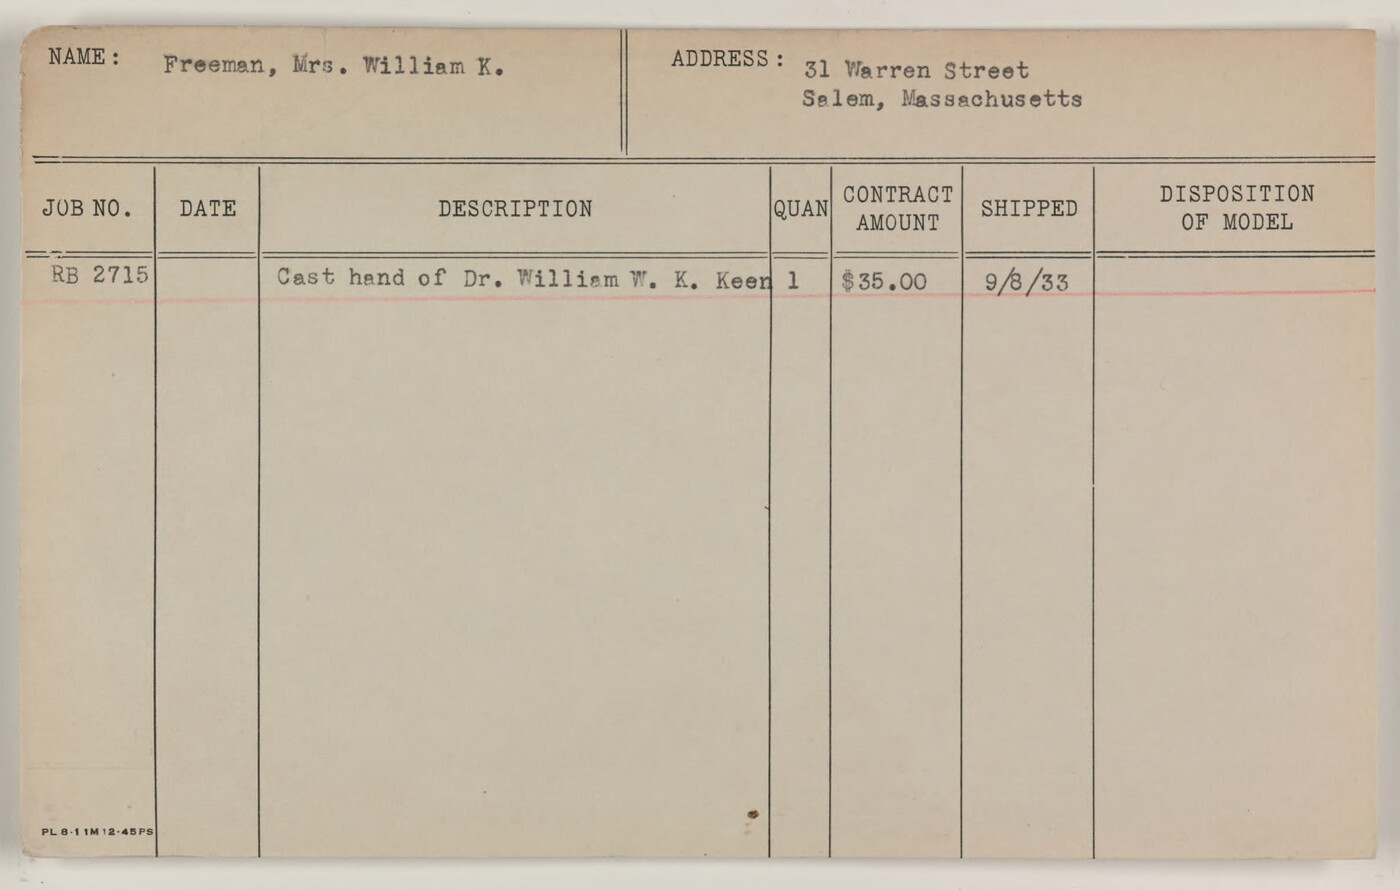 NAME: Freeman, Mrs. William K.
ADDRESS: 31 Warren Street
Salem, Massachusetts
JOB NO. DATE DESCRIPTION QUAN CONTRACT AMOUNT SHIPPED DISPOSITION OF MODEL
RB 2715 Cast hand of Dr. William W. K. Keen 1 $35.00 9/8/33
PL 8-1 1M 12-45 PS